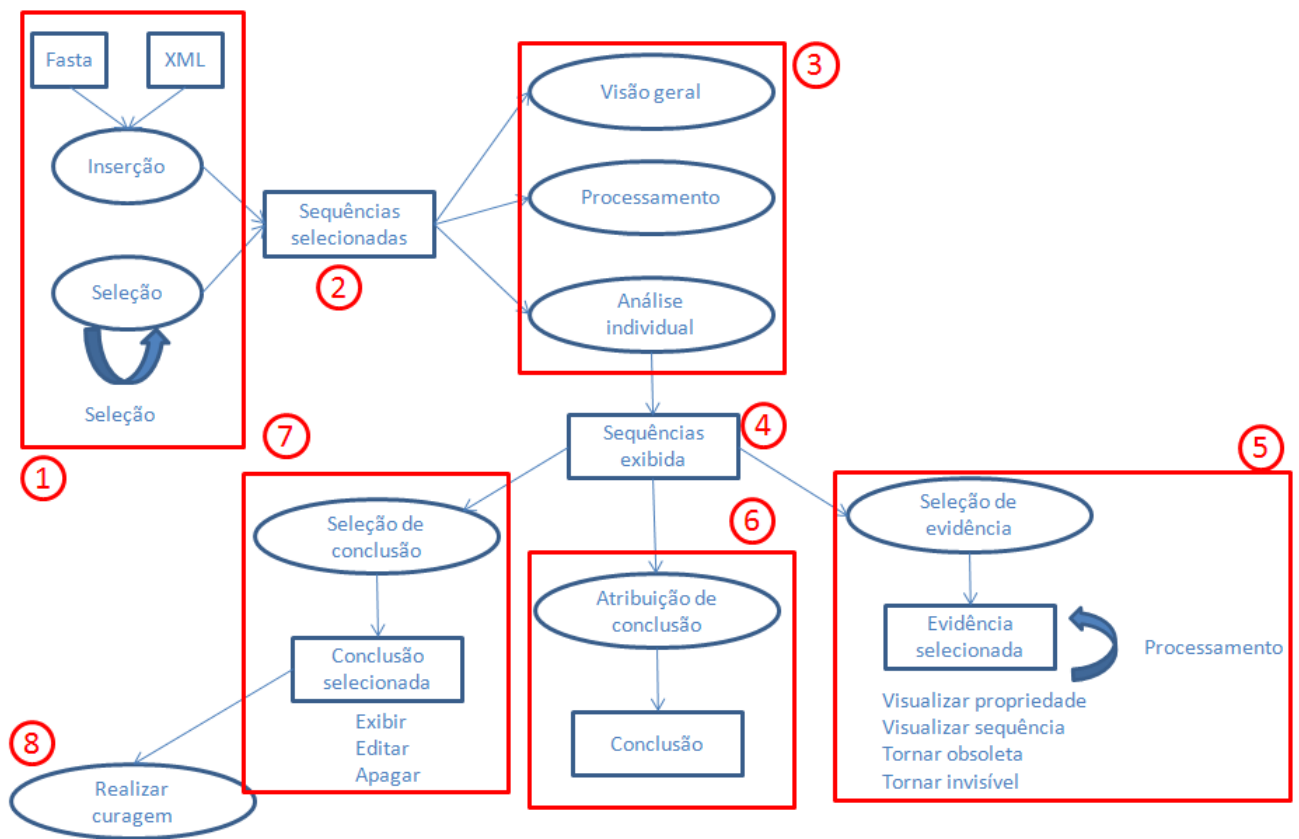 Fasta
XML
Inserção
Seleção
Seleção
1
Sequências
selecionadas
2
3
Visão geral
Processamento
Análise
individual
Sequências
exibida
4
5
Seleção de
evidência
Evidência
selecionada
Processamento
Visualizar propriedade
Visualizar sequência
Tornar obsoleta
Tornar invisível
6
Atribuição de
conclusão
Conclusão
7
Seleção de
conclusão
Conclusão
selecionada
Exibir
Editar
Apagar
8
Realizar
curagem